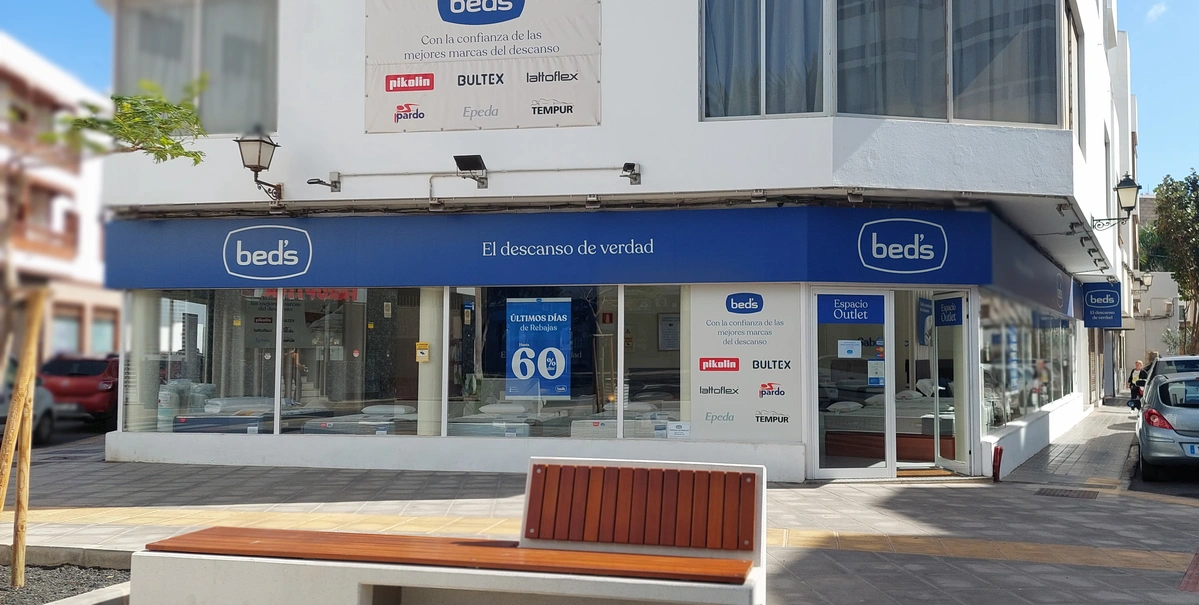 bed's
Con la confianza de las
mejores marcas del descanso
pikolin BULTEX lattoflex
pardo Epeda TEMPUR
bed's
El descanso de verdad
bed's
bed's
El descanso
de verdad
ÚLTIMOS DÍAS
de Rebajas
Hasta
60%
bed's
bed's
Con la confianza de las
mejores marcas del
descanso
pikolin BULTEX
lattoflex pardo
Epeda TEMPUR
Espacio
Outlet
Espacio
Outlet